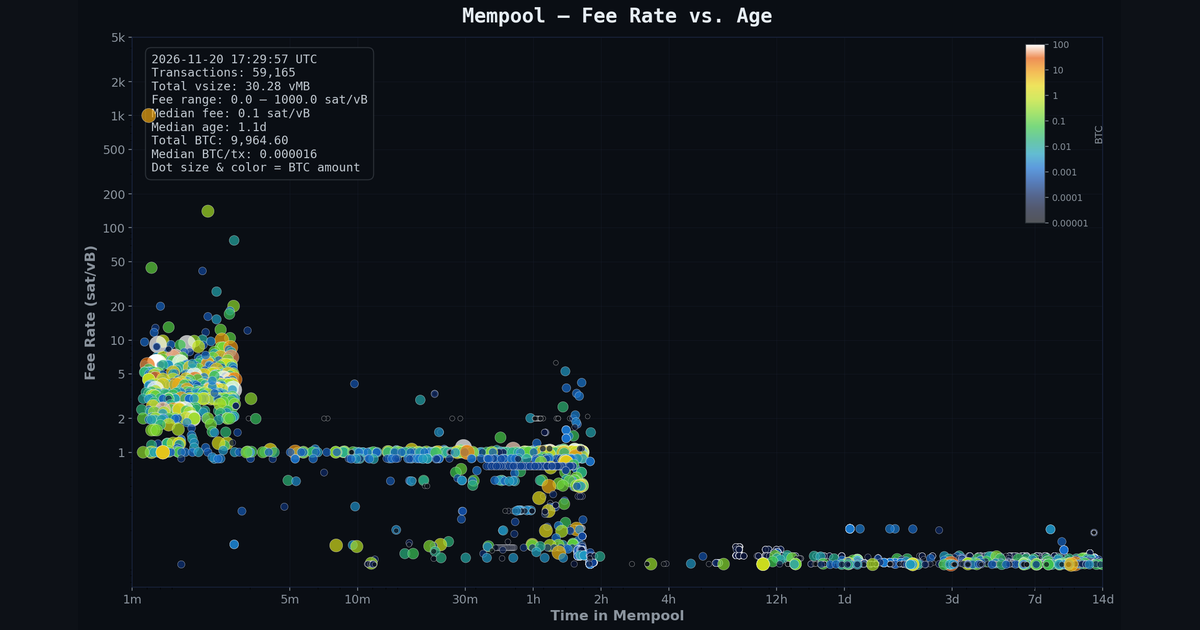 Mempool — Fee Rate vs. Age
5k
2k
1k
500
200
100
50
20
10
5
2
1
Fee Rate (sat/vB)
2026-11-20 17:29:57 UTC
Transactions: 59,165
Total vsize: 30.28 vMB
Fee range: 0.0 — 1000.0 sat/vB
Median fee: 0.1 sat/vB
Median age: 1.1d
Total BTC: 9,964.60
Median BTC/tx: 0.000016
Dot size & color = BTC amount
100
10
1
0.1
0.01
0.001
0.0001
0.00001
BTC
1m 5m 10m 30m 1h 2h 4h 12h 1d 3d 7d 14d
Time in Mempool